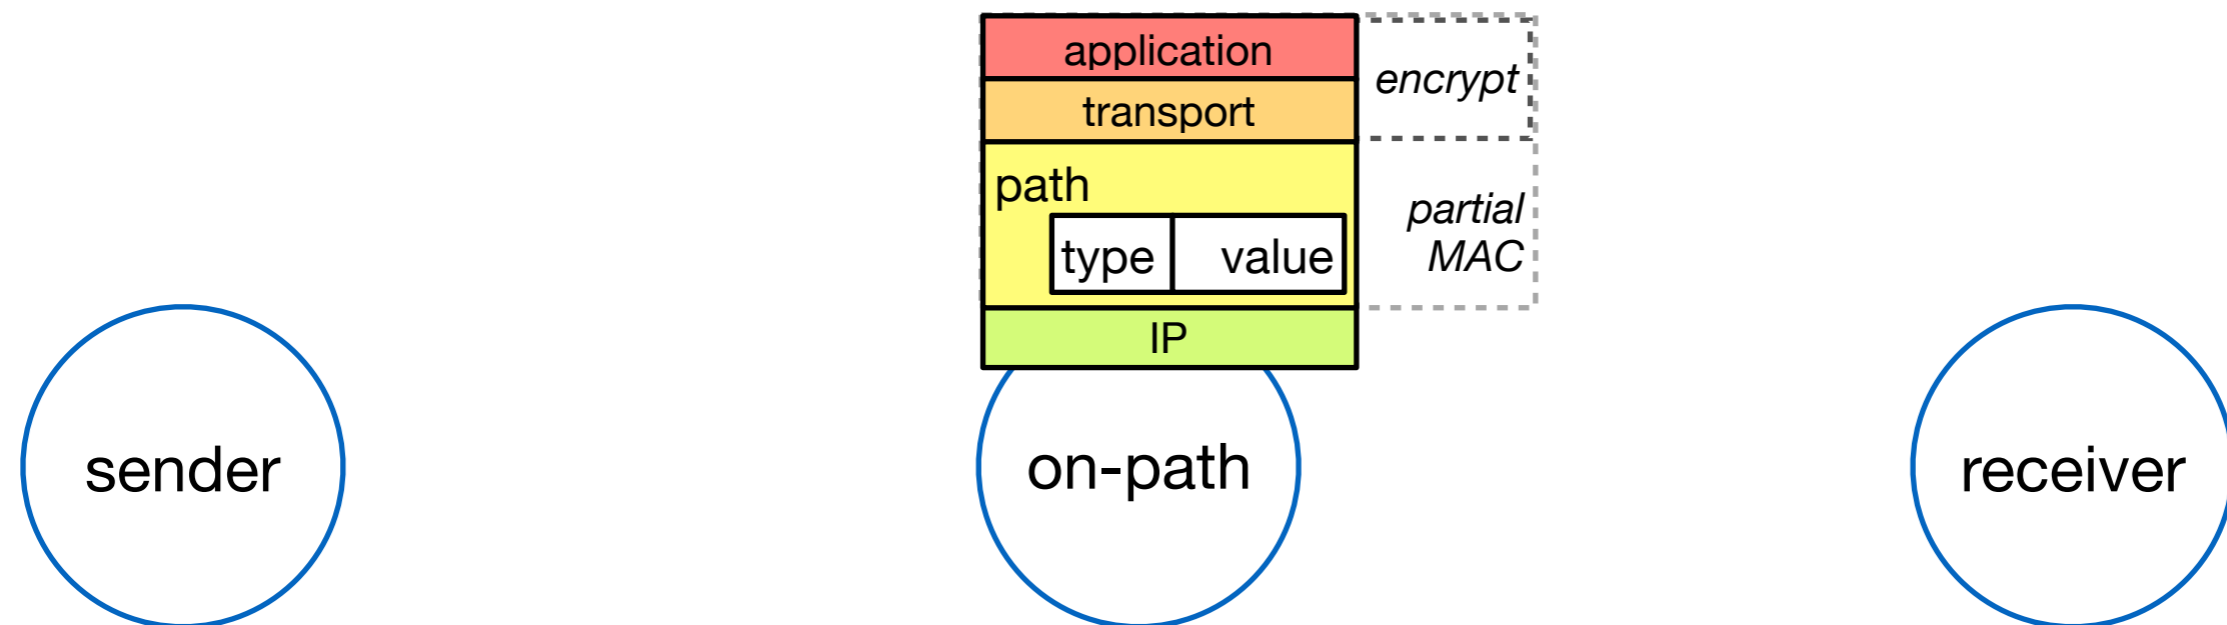 application
encrypt
transport
path
partial
MAC
type value
IP
sender
on-path
receiver